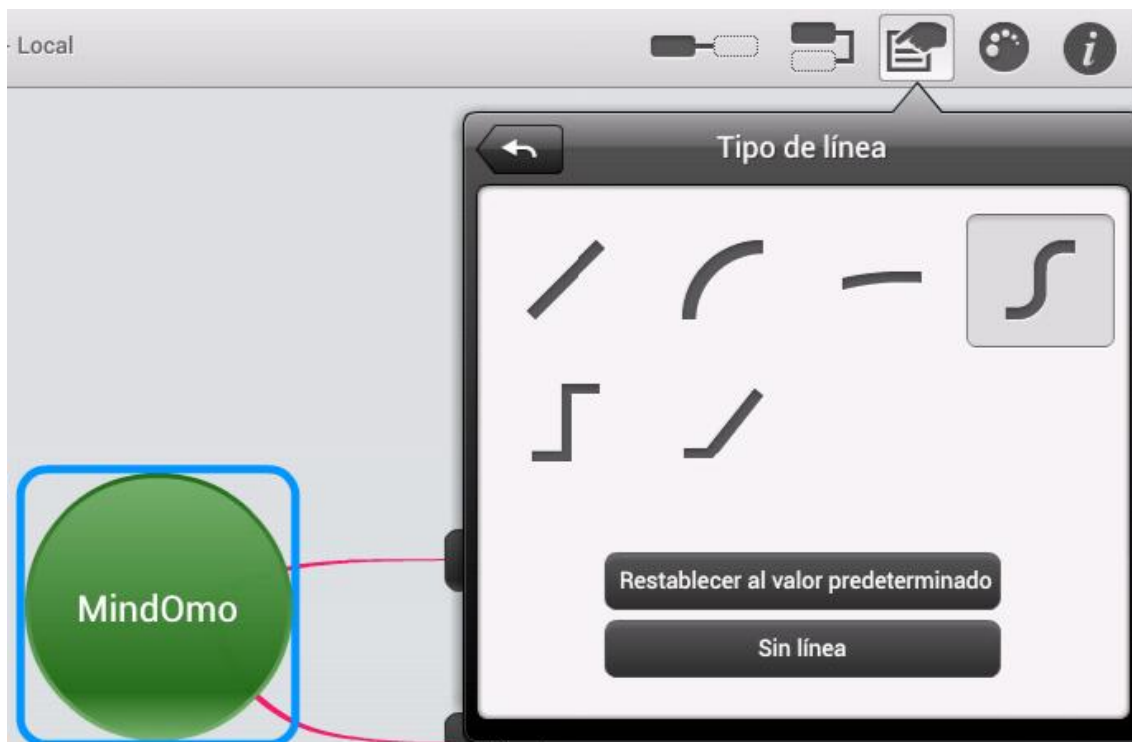 - Local
Tipo de línea
MindOmo
Restablecer al valor predeterminado
Sin línea